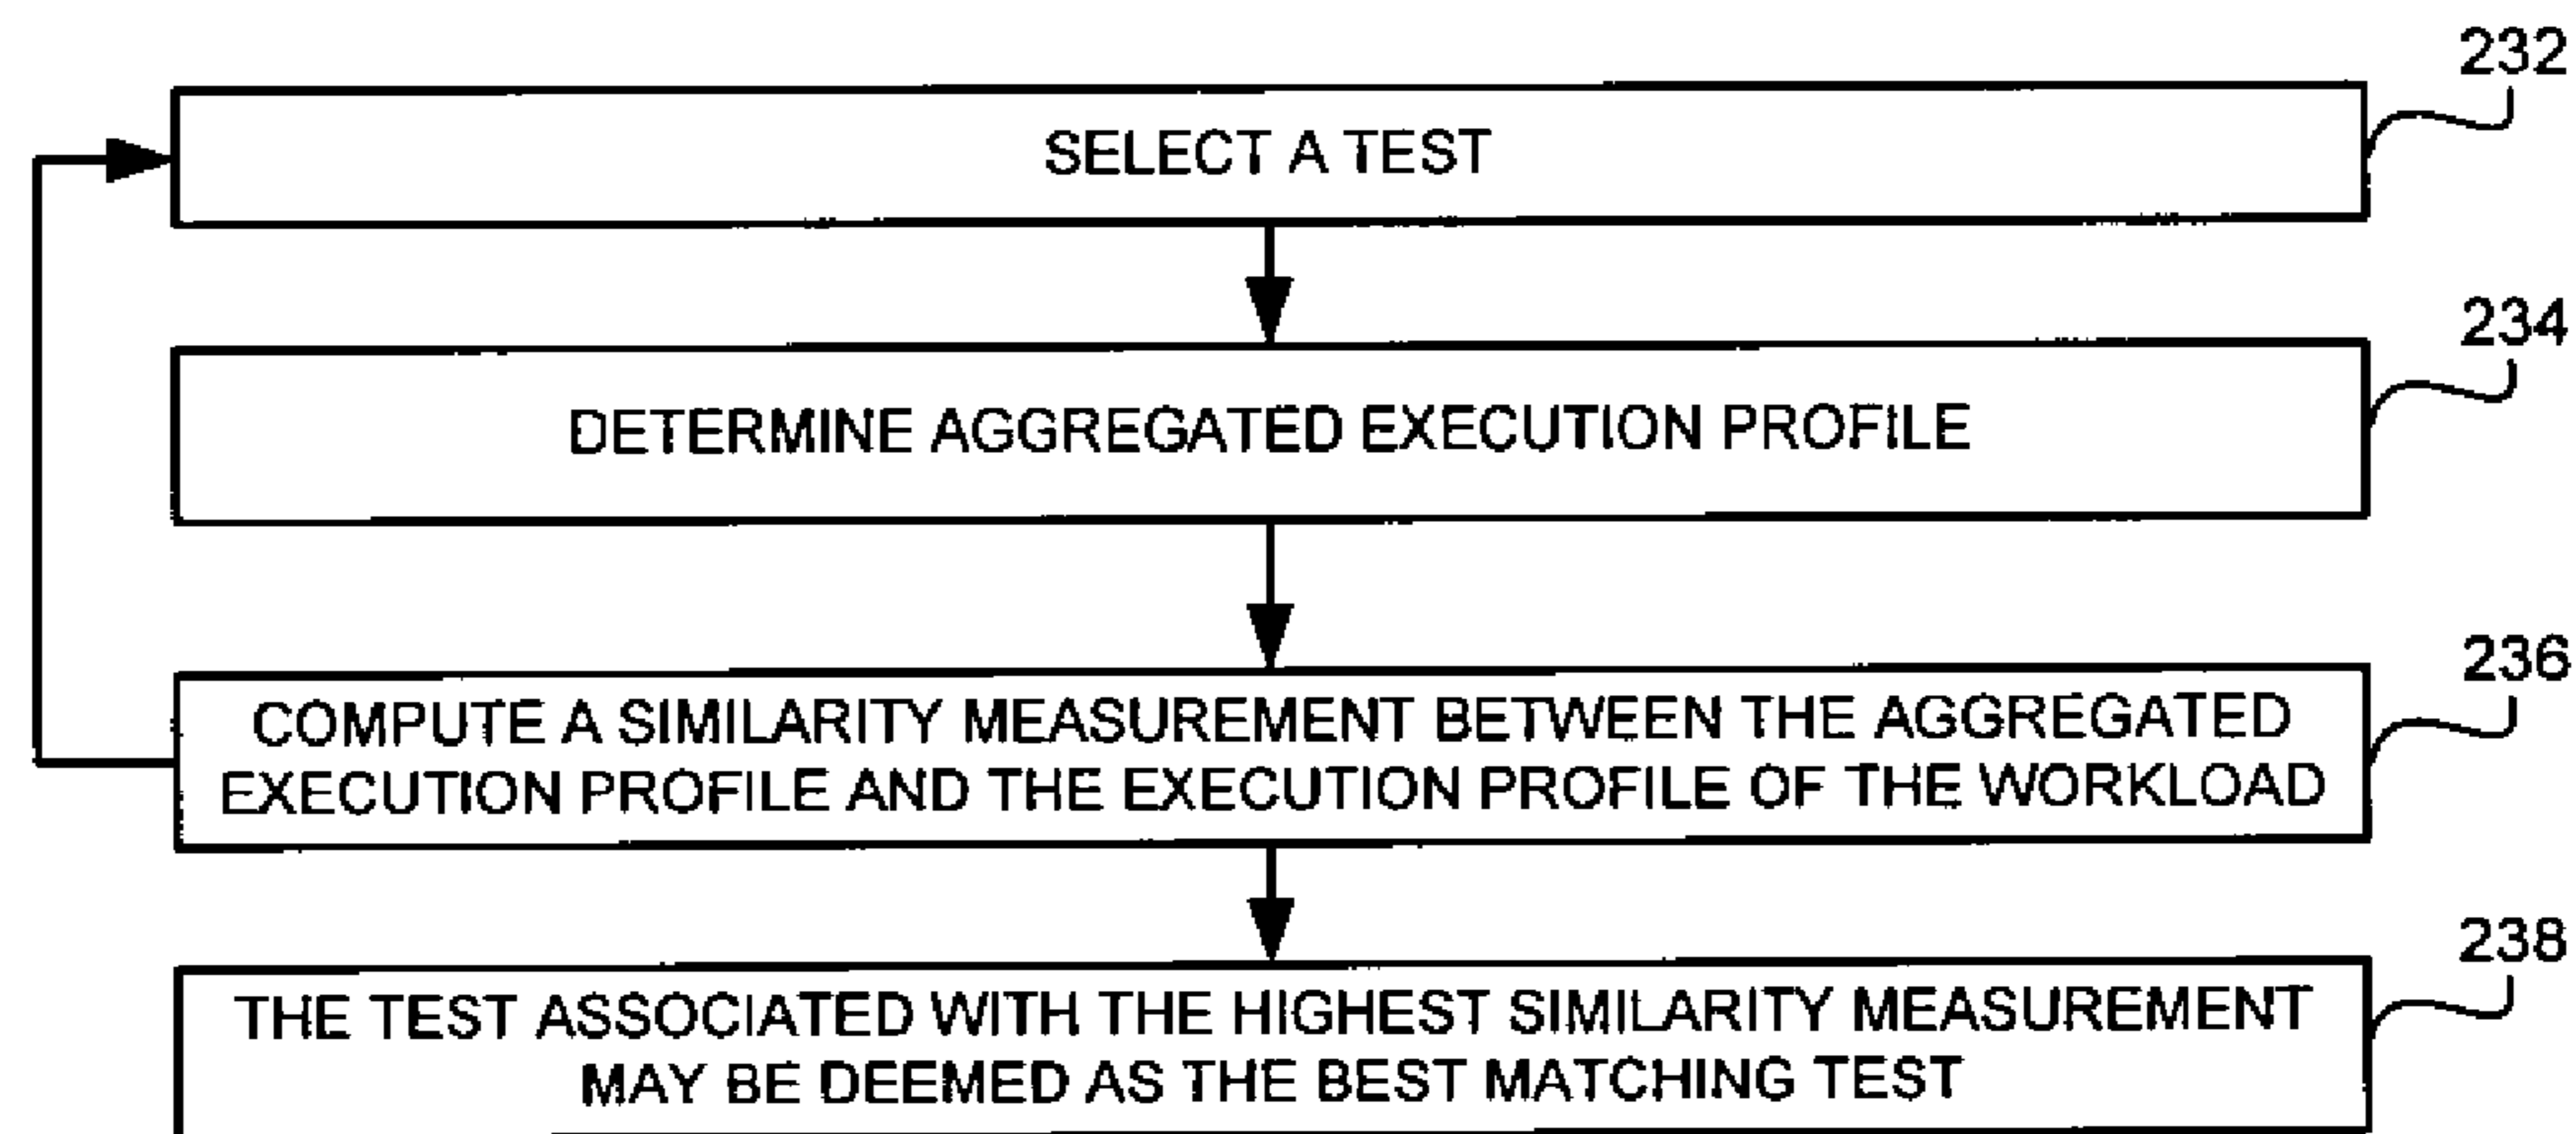 232
SELECT A TEST
234
DETERMINE AGGREGATED EXECUTION PROFILE
236
COMPUTE A SIMILARITY MEASUREMENT BETWEEN THE AGGREGATED
EXECUTION PROFILE AND THE EXECUTION PROFILE OF THE WORKLOAD
238
THE TEST ASSOCIATED WITH THE HIGHEST SIMILARITY MEASUREMENT
MAY BE DEEMED AS THE BEST MATCHING TEST